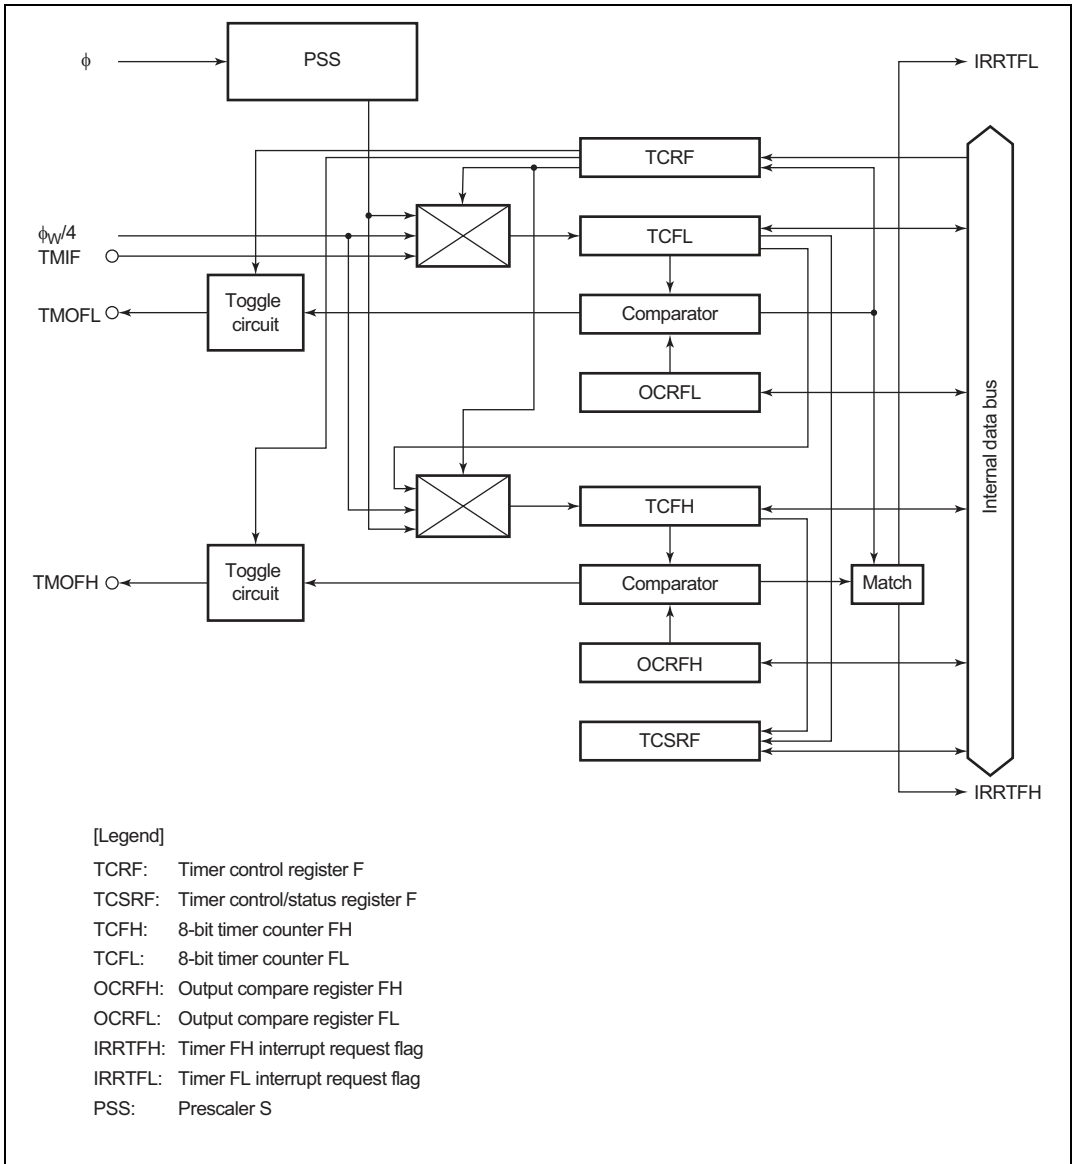 ϕ
PSS
IRRTFL
TCRF
ϕW/4
TMIF
TCFL
TMOFL
Toggle
circuit
Comparator
OCRFL
Internal data bus
TCFH
TMOFH
Toggle
circuit
Comparator
Match
OCRFH
TCSRF
IRRTFH
[Legend]
TCRF: Timer control register F
TCSRF: Timer control/status register F
TCFH: 8-bit timer counter FH
TCFL: 8-bit timer counter FL
OCRFH: Output compare register FH
OCRFL: Output compare register FL
IRRTFH: Timer FH interrupt request flag
IRRTFL: Timer FL interrupt request flag
PSS: Prescaler S